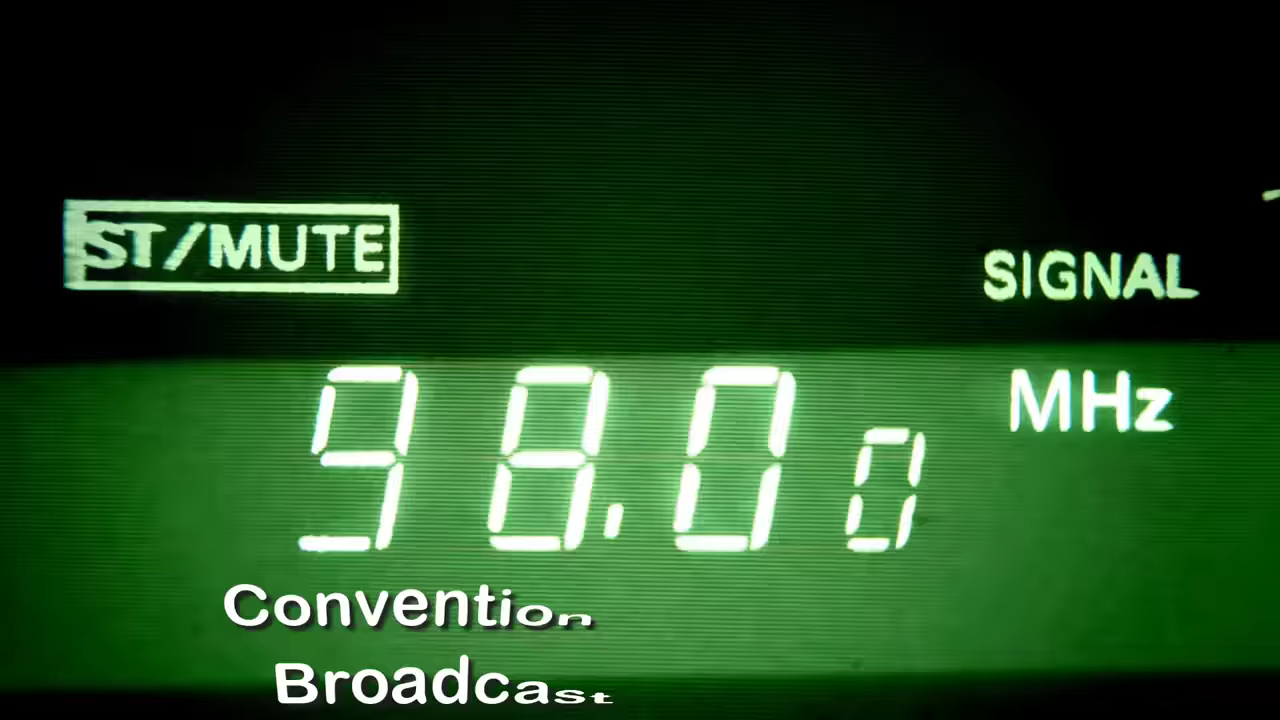 ST/MUTE
SIGNAL
98.00 MHz
Convention
Broadcast